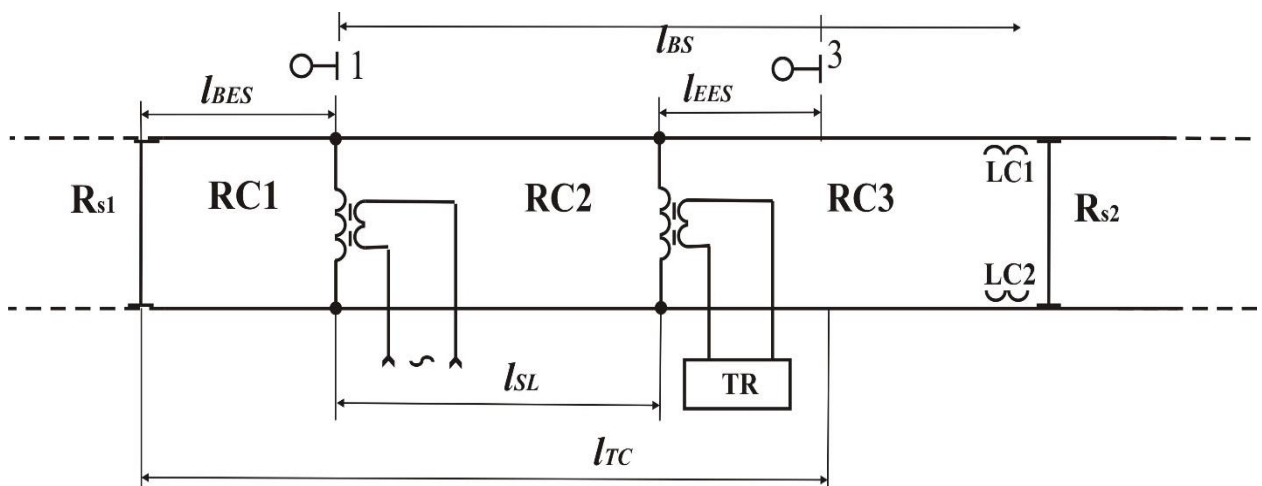 lBS
1
3
lBES
lEES
Rs1
RC1
RC2
RC3
LC1
Rs2
LC2
lSL
TR
lTC